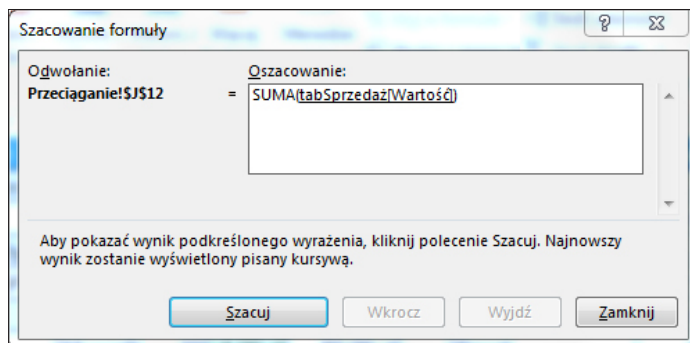 Szacowanie formuły
Odwołanie:
Oszacowanie:
Przeciąganie!$J$12 = SUMA(tabSprzedaż[Wartość])
Aby pokazać wynik podkreślonego wyrażenia, kliknij polecenie Szacuj. Najnowszy
wynik zostanie wyświetlony pisany kursywą.
Szacuj
Wkrocz
Wyjdź
Zamknij